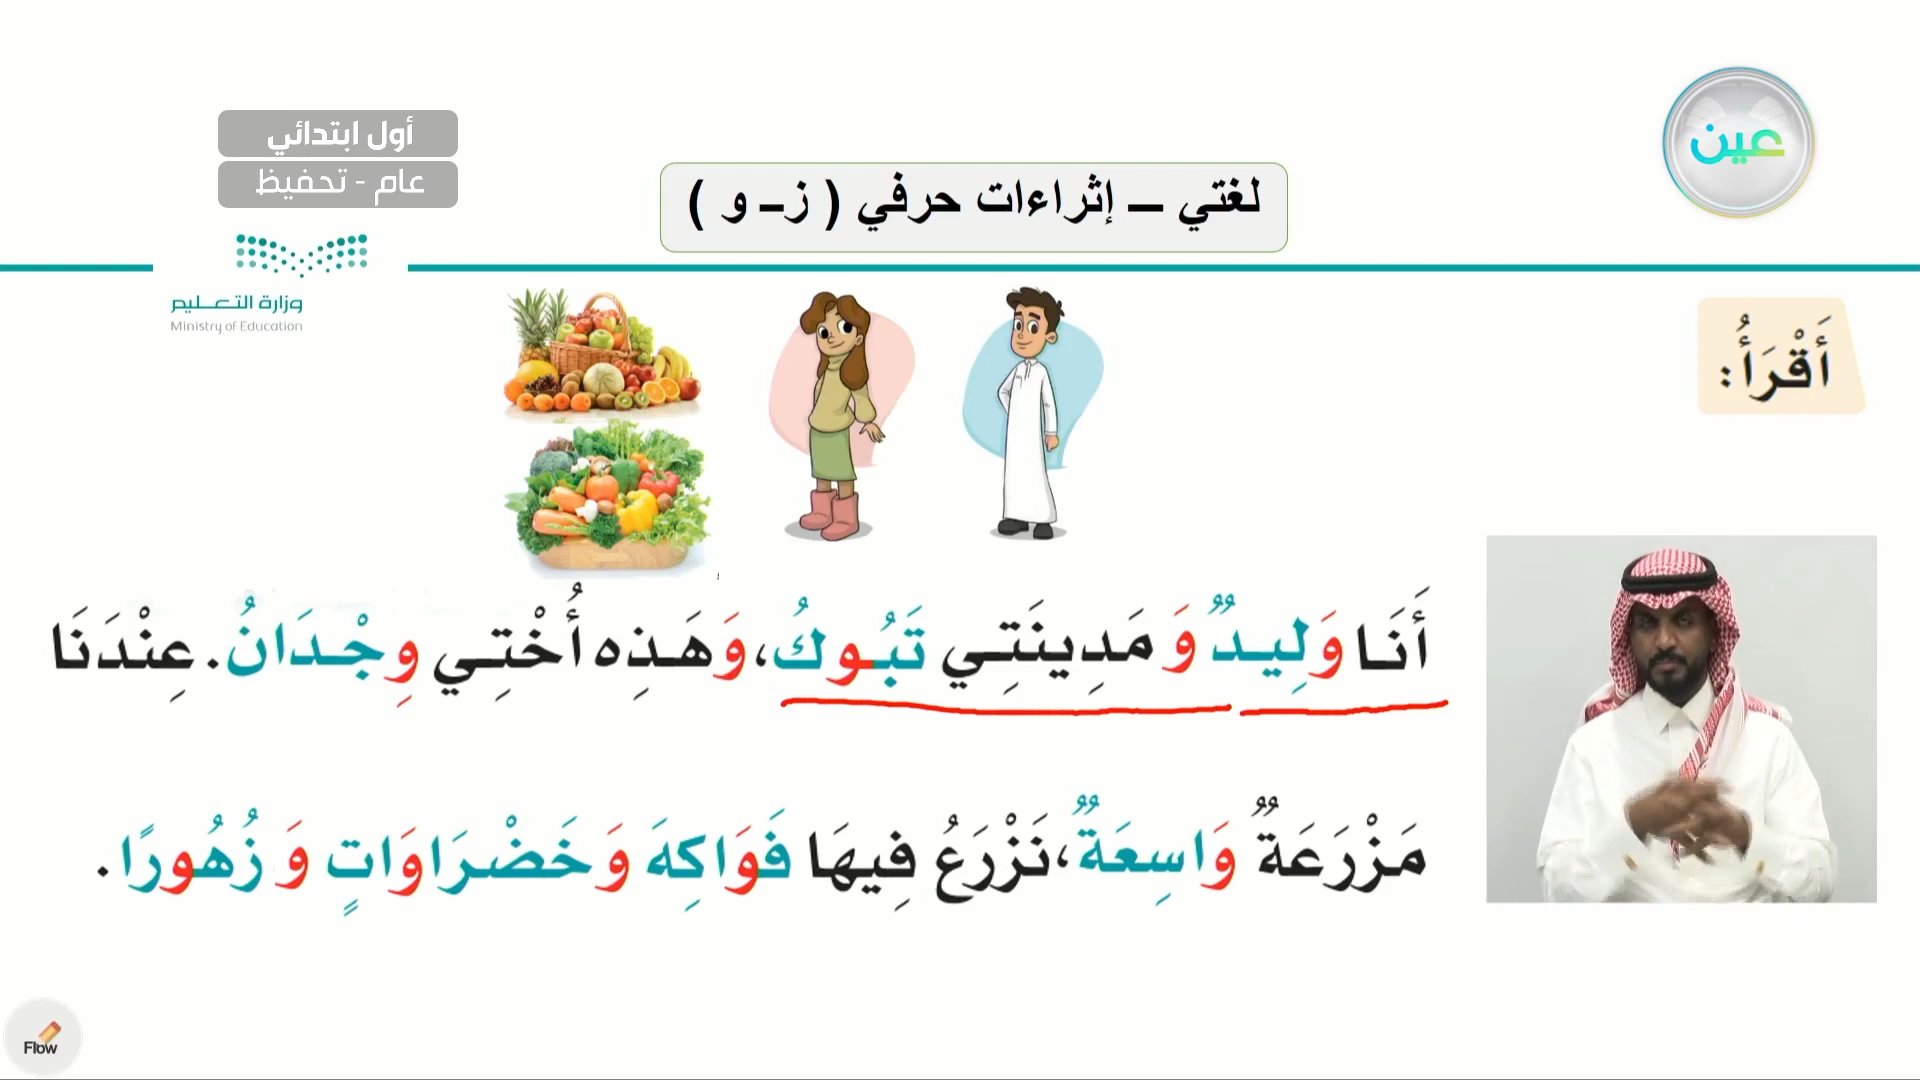 عين
أول ابتدائي
عام - تحفيظ
لغتي – إثراءات حرفي ( ز – و )
وزارة التعليم
Ministry of Education
أَقْرَأُ :
أَنَا وَلِيدٌ وَ مَدِينَتِي تَبُوكُ، وَهَذِه أُخْتِي وِجْدَانُ. عِنْدَنَا
مَزْرَعَةٌ وَاسِعَةٌ، نَزْرَعُ فِيهَا فَوَاكِهَ وَ خَضْرَاوَاتٍ وَ زُهُورًا.
Flow